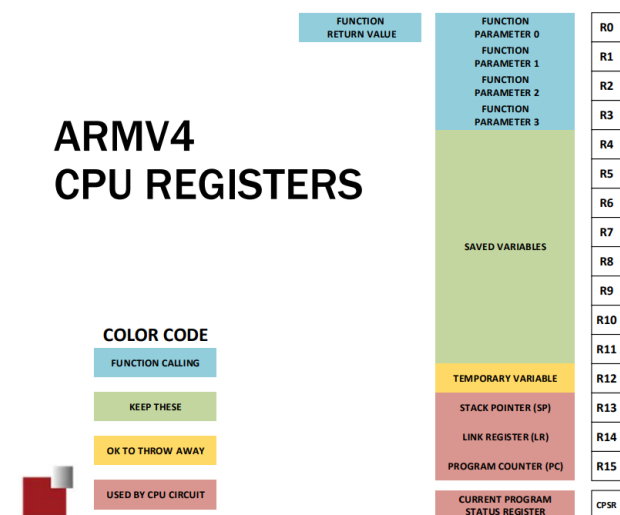 FUNCTION
RETURN VALUE
FUNCTION
PARAMETER 0
R0
FUNCTION
PARAMETER 1
R1
FUNCTION
PARAMETER 2
R2
FUNCTION
PARAMETER 3
R3
ARMV4
CPU REGISTERS
R4
R5
R6
R7
SAVED VARIABLES
R8
R9
R10
R11
COLOR CODE
FUNCTION CALLING
KEEP THESE
OK TO THROW AWAY
USED BY CPU CIRCUIT
TEMPORARY VARIABLE
R12
STACK POINTER (SP)
R13
LINK REGISTER (LR)
R14
PROGRAM COUNTER (PC)
R15
CURRENT PROGRAM
STATUS REGISTER
CPSR